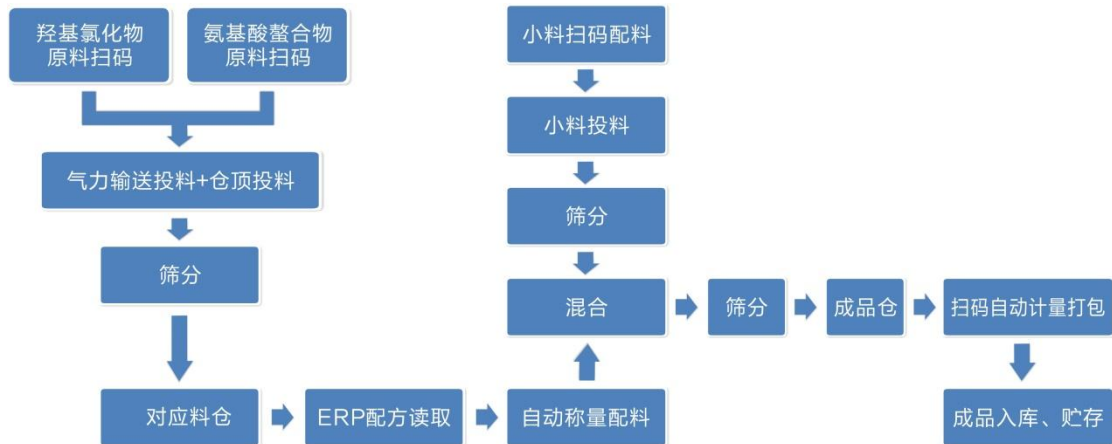 羟基氯化物
原料扫码
氨基酸螯合物
原料扫码
气力输送投料+仓顶投料
筛分
对应料仓
ERP配方读取
自动称量配料
小料扫码配料
小料投料
筛分
混合
筛分
成品仓
扫码自动计量打包
成品入库、贮存